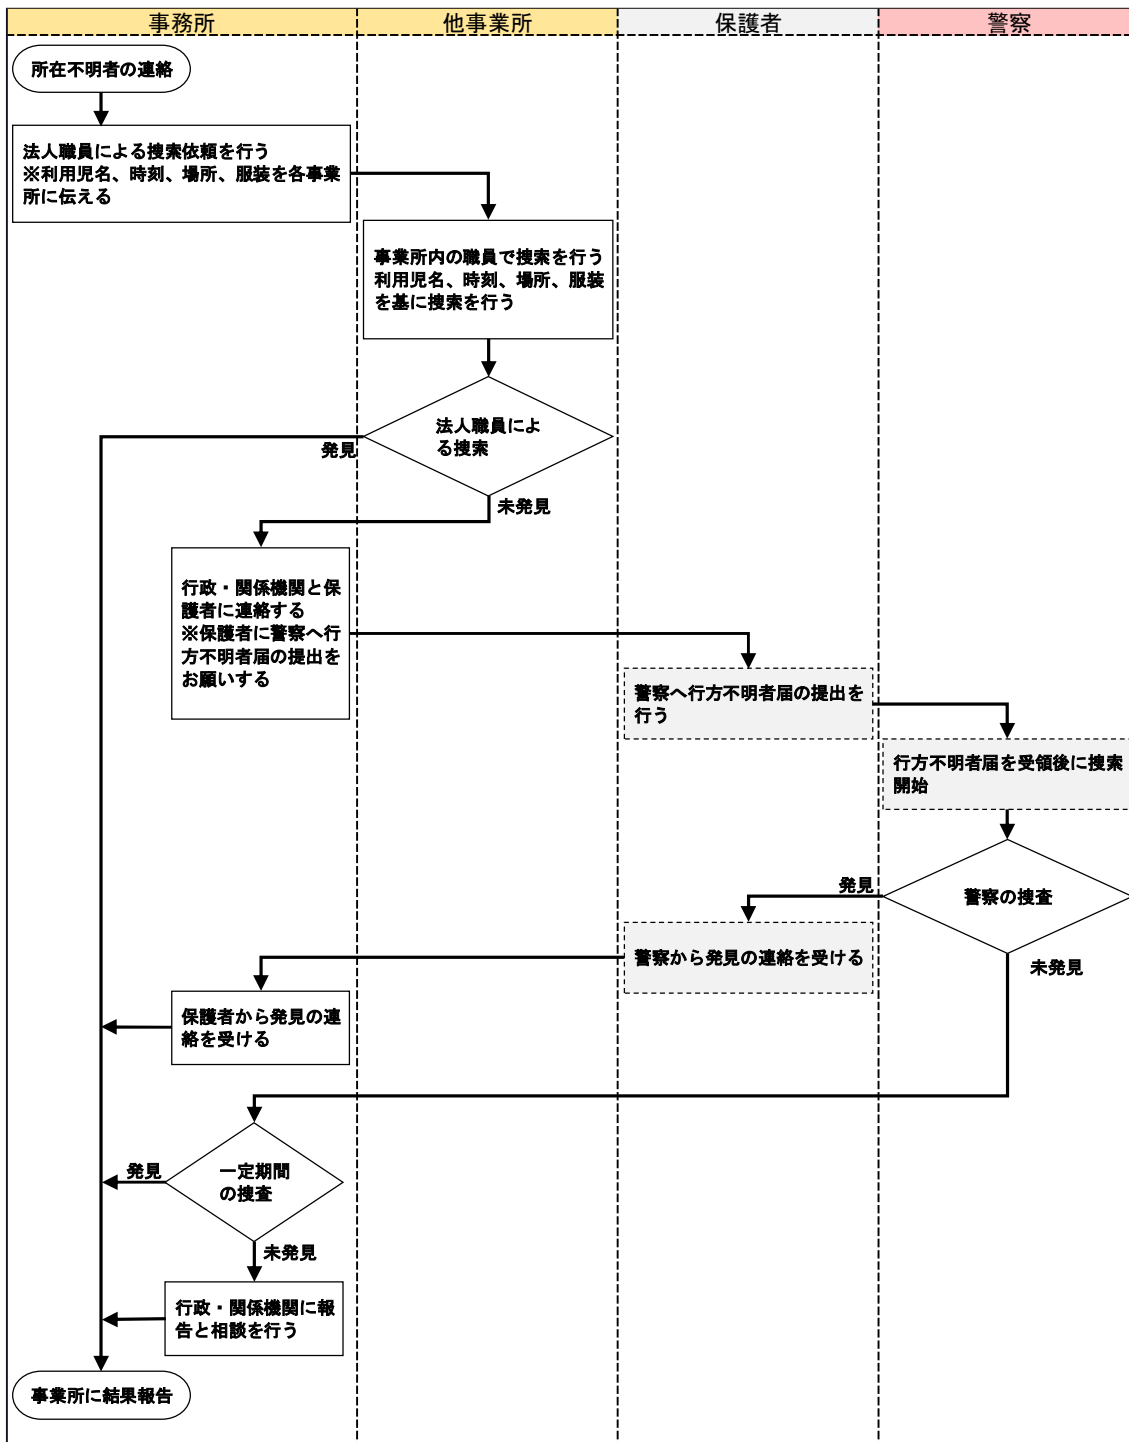 事務所
他事業所
保護者
警察
所在不明者の連絡
法人職員による捜索依頼を行う
※利用児名、時刻、場所、服装を各事業
所に伝える
事業所内の職員で捜索を行う
利用児名、時刻、場所、服装
を基に捜索を行う
法人職員によ
る捜索
発見
未発見
行政・関係機関と保
護者に連絡する
※保護者に警察へ行
方不明者届の提出を
お願いする
警察へ行方不明者届の提出を
行う
行方不明者届を受領後に捜索
開始
警察の捜査
発見
未発見
警察から発見の連絡を受ける
保護者から発見の連
絡を受ける
一定期間
の捜査
発見
未発見
行政・関係機関に報
告と相談を行う
事業所に結果報告